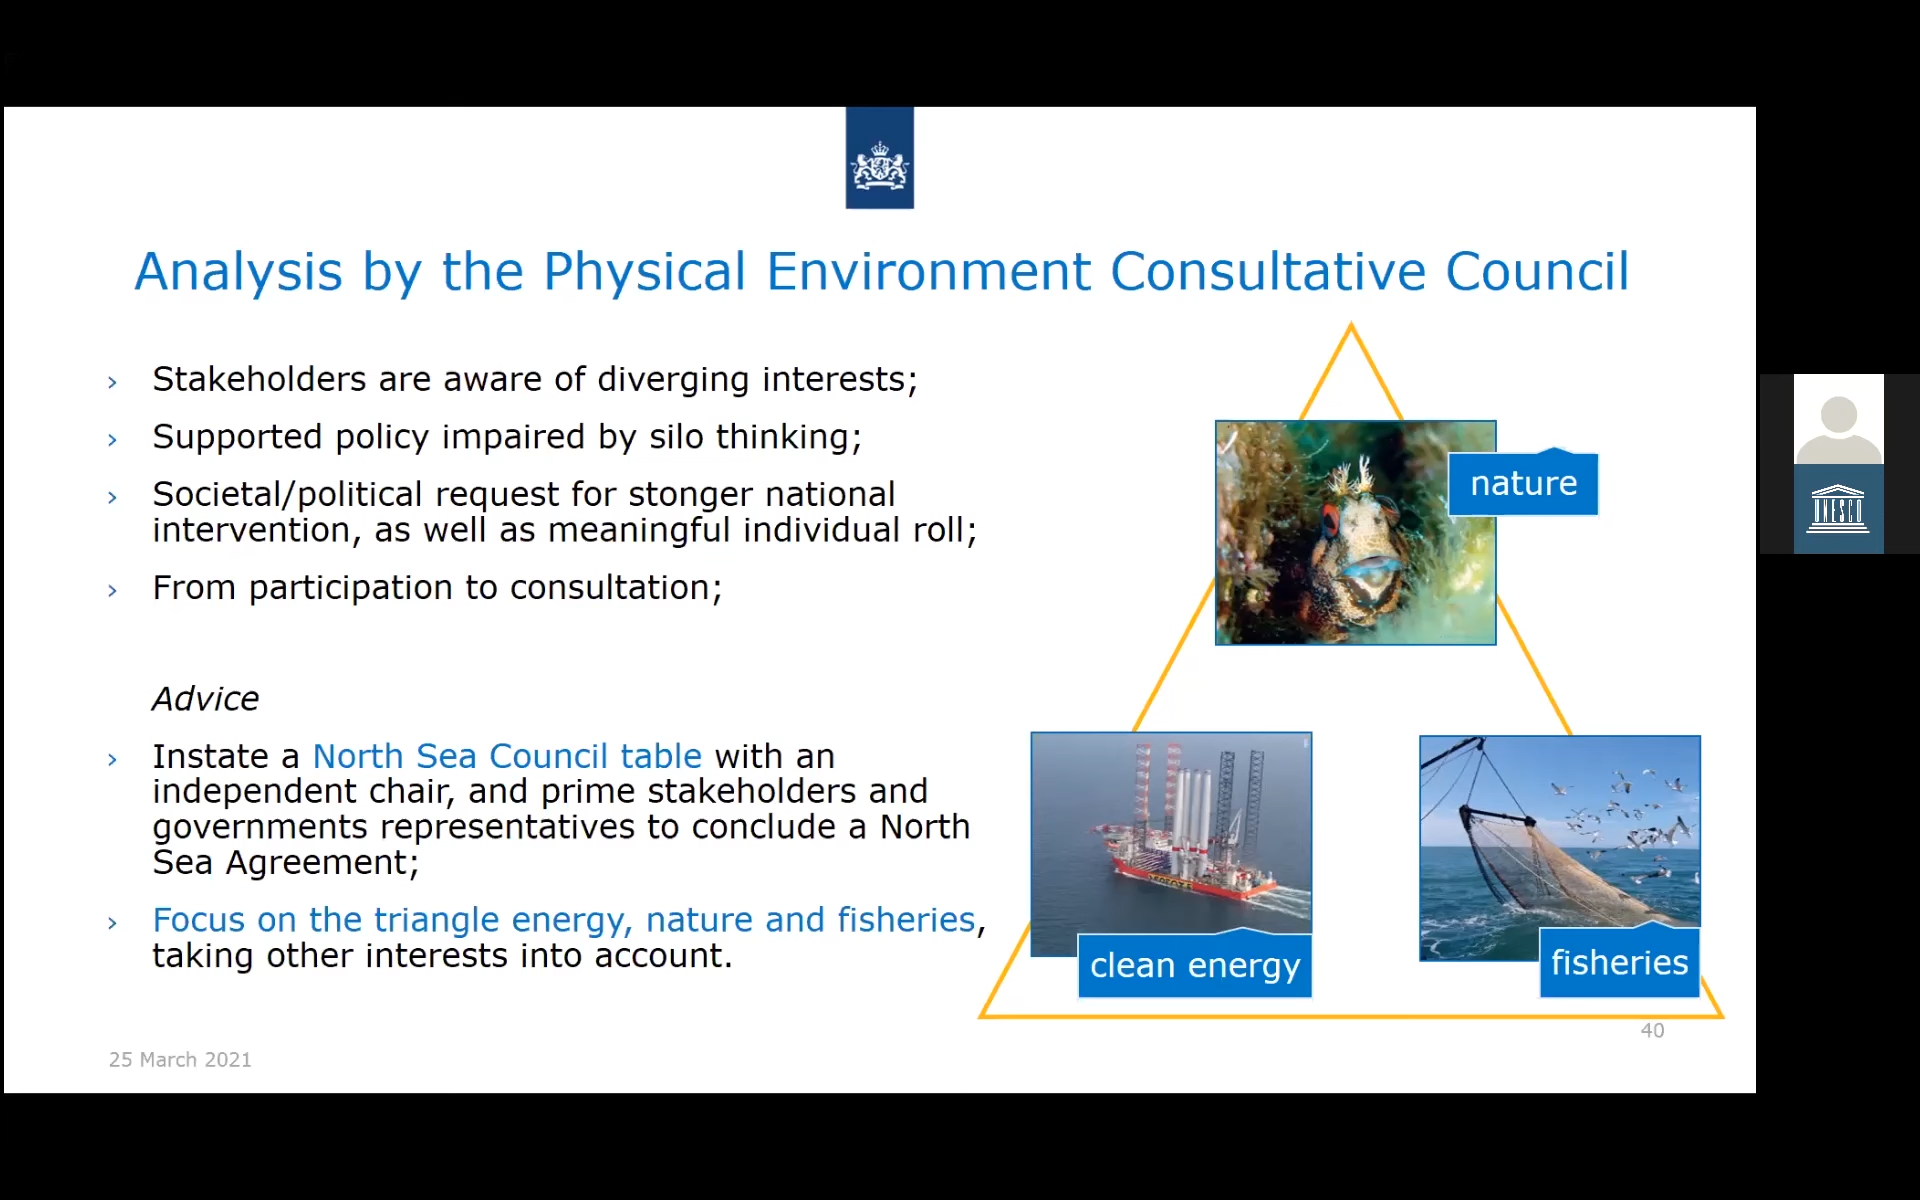 Analysis by the Physical Environment Consultative Council
› Stakeholders are aware of diverging interests;
› Supported policy impaired by silo thinking;
› Societal/political request for stonger national
intervention, as well as meaningful individual roll;
› From participation to consultation;
Advice
› Instate a North Sea Council table with an
independent chair, and prime stakeholders and
governments representatives to conclude a North
Sea Agreement;
› Focus on the triangle energy, nature and fisheries,
taking other interests into account.
nature
clean energy
fisheries
25 March 2021
40
UNESCO